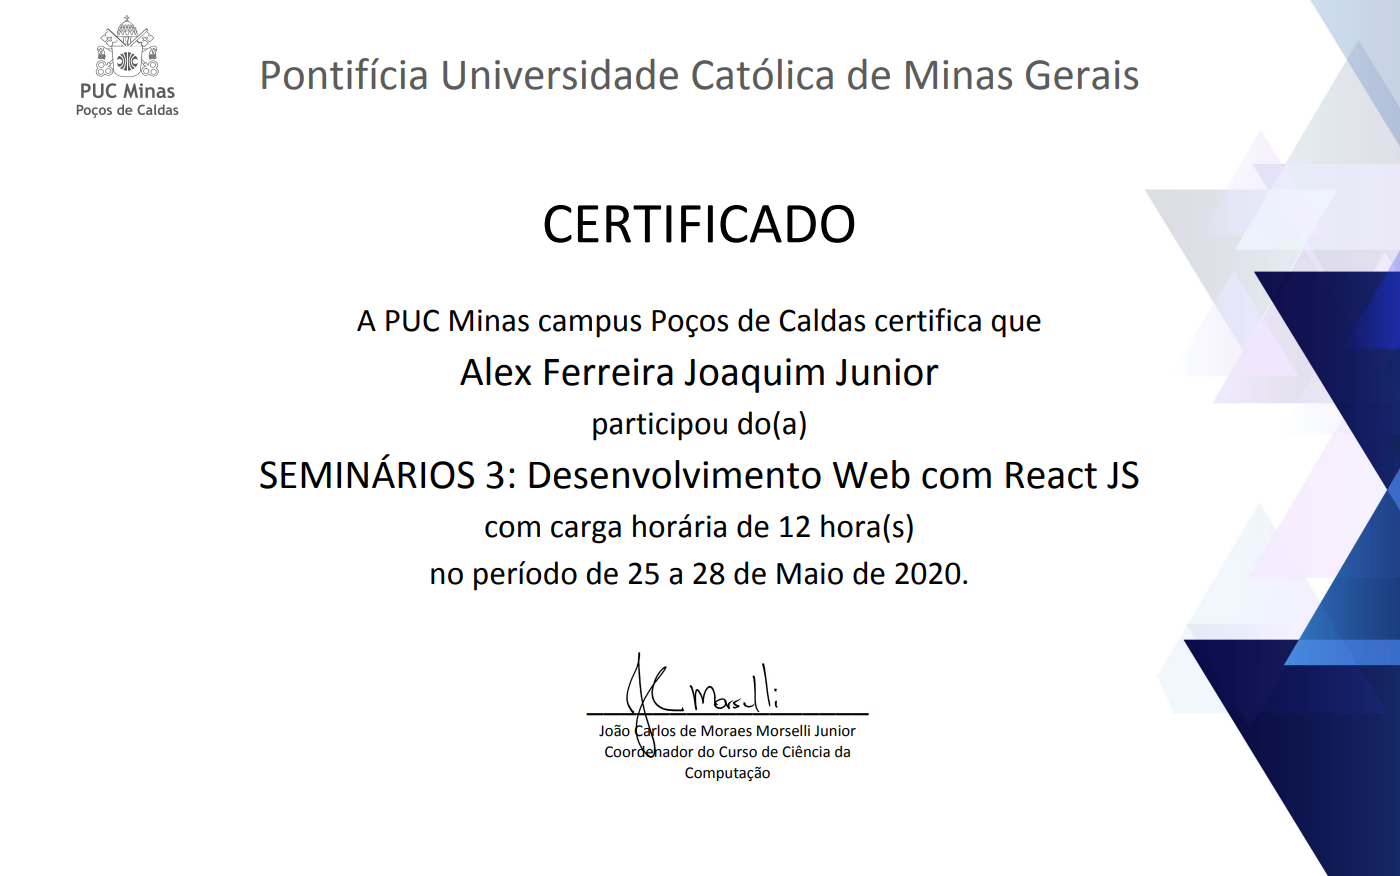 PUC Minas
Poços de Caldas
Pontifícia Universidade Católica de Minas Gerais
CERTIFICADO
A PUC Minas campus Poços de Caldas certifica que
Alex Ferreira Joaquim Junior
participou do(a)
SEMINÁRIOS 3: Desenvolvimento Web com React JS
com carga horária de 12 hora(s)
no período de 25 a 28 de Maio de 2020.
JC Morselli
João Carlos de Moraes Morselli Junior
Coordenador do Curso de Ciência da
Computação